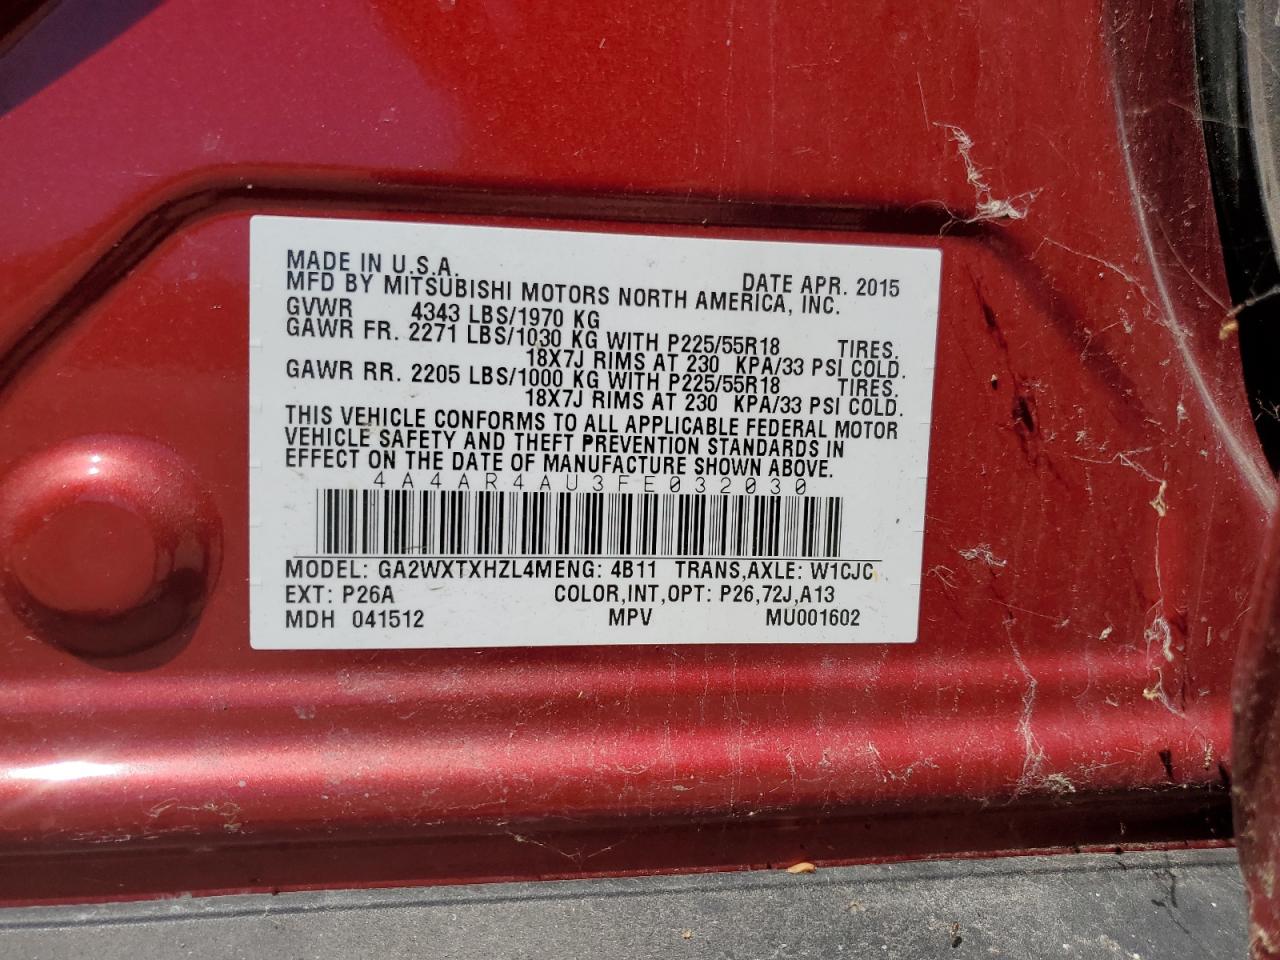 MADE IN U.S.A. DATE APR. 2015
MFD BY MITSUBISHI MOTORS NORTH AMERICA, INC.
GVWR 4343 LBS/1970 KG
GAWR FR. 2271 LBS/1030 KG WITH P225/55R18 TIRES.
18X7J RIMS AT 230 KPA/33 PSI COLD.
GAWR RR. 2205 LBS/1000 KG WITH P225/55R18 TIRES.
18X7J RIMS AT 230 KPA/33 PSI COLD.
THIS VEHICLE CONFORMS TO ALL APPLICABLE FEDERAL MOTOR
VEHICLE SAFETY AND THEFT PREVENTION STANDARDS IN
EFFECT ON THE DATE OF MANUFACTURE SHOWN ABOVE.
4A4AR4AU3FE032030
MODEL: GA2WXTXHZL4MENG: 4B11 TRANS,AXLE: W1CJC
EXT: P26A COLOR,INT,OPT: P26,72J,A13
MDH 041512 MPV MU001602